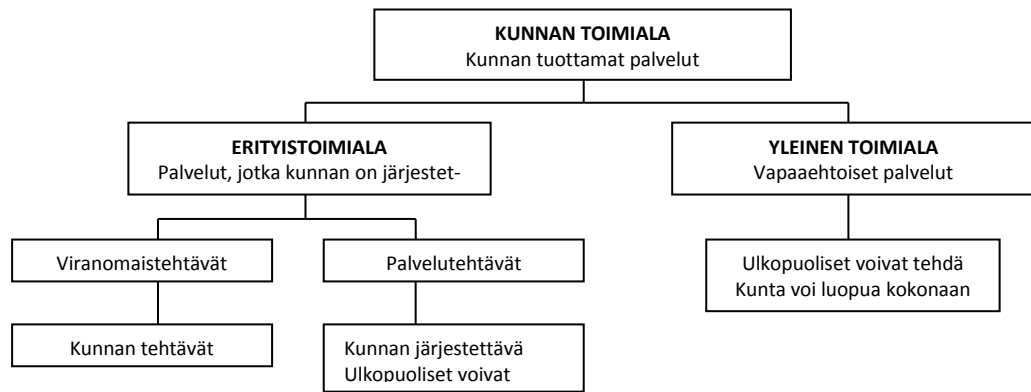 KUNNAN TOIMIALA
Kunnan tuottamat palvelut
ERITYISTOIMIALA
Palvelut, jotka kunnan on järjestet-
YLEINEN TOIMIALA
Vapaaehtoiset palvelut
Viranomaistehtävät
Palvelutehtävät
Ulkopuoliset voivat tehdä
Kunta voi luopua kokonaan
Kunnan tehtävät
Kunnan järjestettävä
Ulkopuoliset voivat